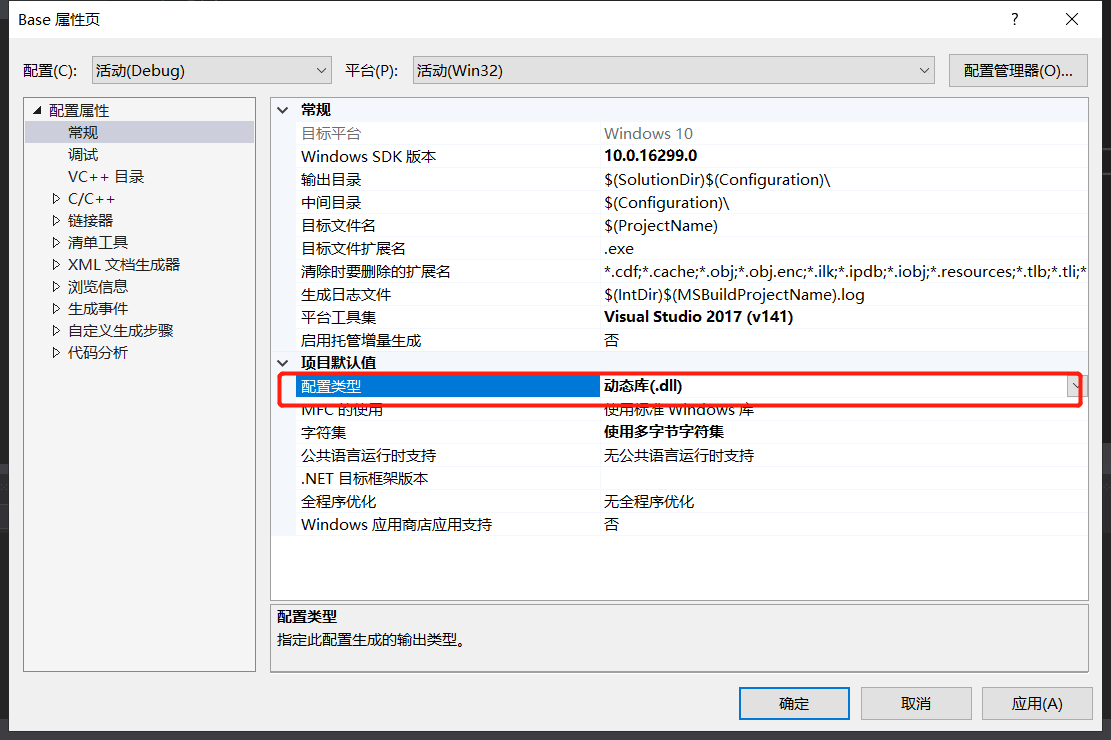 Base 属性页
配置(C): 活动(Debug) 平台(P): 活动(Win32) 配置管理器(O)...
配置属性
常规
调试
VC++ 目录
C/C++
链接器
清单工具
XML 文档生成器
浏览信息
生成事件
自定义生成步骤
代码分析
常规
目标平台 Windows 10
Windows SDK 版本 10.0.16299.0
输出目录 $(SolutionDir)$(Configuration)\
中间目录 $(Configuration)\
目标文件名 $(ProjectName)
目标文件扩展名 .exe
清除时要删除的扩展名 *.cdf;*.cache;*.obj;*.obj.enc;*.ilk;*.ipdb;*.iobj;*.resources;*.tlb;*.tli;*
生成日志文件 $(IntDir)$(MSBuildProjectName).log
平台工具集 Visual Studio 2017 (v141)
启用托管增量生成 否
项目默认值
配置类型 动态库(.dll)
MFC 的使用 使用标准 Windows 库
字符集 使用多字节字符集
公共语言运行时支持 无公共语言运行时支持
.NET 目标框架版本
全程序优化 无全程序优化
Windows 应用商店应用支持 否
配置类型
指定此配置生成的输出类型。
确定 取消 应用(A)